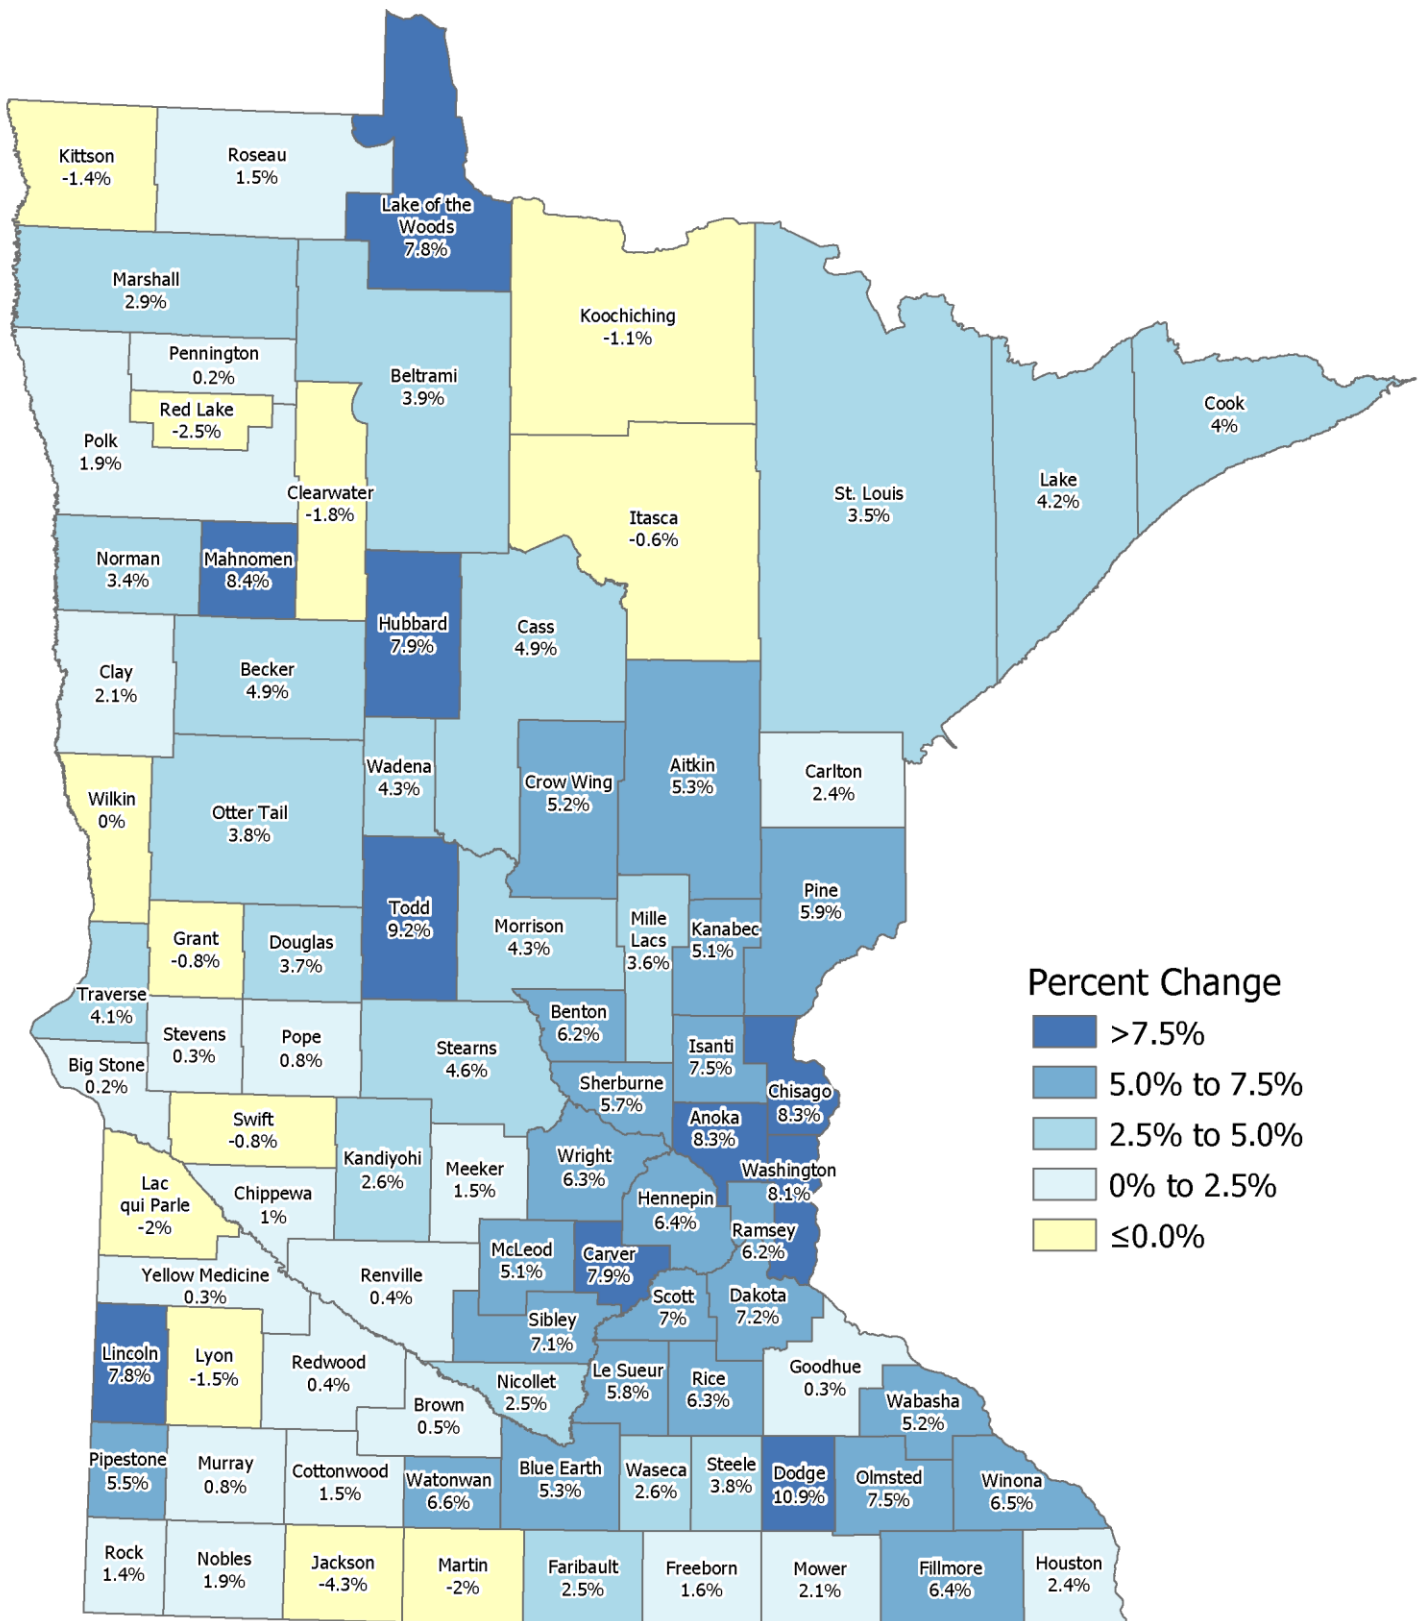 Kittson
-1.4%
Roseau
1.5%
Lake of the
Woods
7.8%
Marshall
2.9%
Koochiching
-1.1%
Pennington
0.2%
Beltrami
3.9%
Red Lake
-2.5%
Polk
1.9%
Cook
4%
Lake
4.2%
St. Louis
3.5%
Clearwater
-1.8%
Itasca
-0.6%
Norman
3.4%
Mahnomen
8.4%
Hubbard
7.9%
Cass
4.9%
Clay
2.1%
Becker
4.9%
Wadena
4.3%
Crow Wing
5.2%
Aitkin
5.3%
Carlton
2.4%
Wilkin
0%
Otter Tail
3.8%
Pine
5.9%
Todd
9.2%
Morrison
4.3%
Mille
Lacs
3.6%
Kanabec
5.1%
Grant
-0.8%
Douglas
3.7%
Traverse
4.1%
Stevens
0.3%
Pope
0.8%
Stearns
4.6%
Benton
6.2%
Isanti
7.5%
Big Stone
0.2%
Sherburne
5.7%
Chisago
8.3%
Swift
-0.8%
Anoka
8.3%
Kandiyohi
2.6%
Meeker
1.5%
Wright
6.3%
Washington
8.1%
Lac
qui Parle
-2%
Chippewa
1%
Hennepin
6.4%
Ramsey
6.2%
Yellow Medicine
0.3%
Renville
0.4%
McLeod
5.1%
Carver
7.9%
Scott
7%
Dakota
7.2%
Sibley
7.1%
Lincoln
7.8%
Lyon
-1.5%
Redwood
0.4%
Nicollet
2.5%
Le Sueur
5.8%
Rice
6.3%
Goodhue
0.3%
Brown
0.5%
Wabasha
5.2%
Pipestone
5.5%
Murray
0.8%
Cottonwood
1.5%
Watonwan
6.6%
Blue Earth
5.3%
Waseca
2.6%
Steele
3.8%
Dodge
10.9%
Olmsted
7.5%
Winona
6.5%
Rock
1.4%
Nobles
1.9%
Jackson
-4.3%
Martin
-2%
Faribault
2.5%
Freeborn
1.6%
Mower
2.1%
Fillmore
6.4%
Houston
2.4%
Percent Change
>7.5%
5.0% to 7.5%
2.5% to 5.0%
0% to 2.5%
≤0.0%